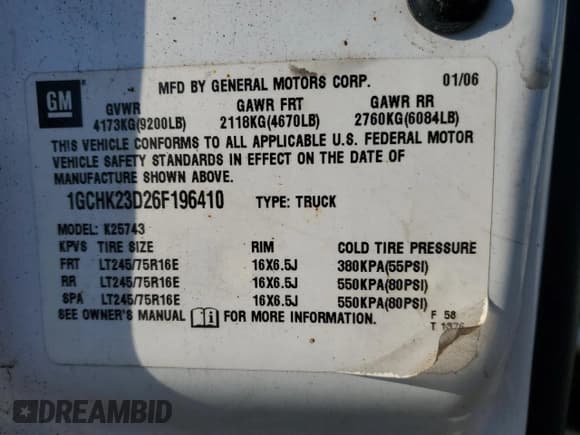 GM
MFD BY GENERAL MOTORS CORP. 01/06
GVWR GAWR FRT GAWR RR
4173KG(9200LB) 2118KG(4670LB) 2760KG(6084LB)
THIS VEHICLE CONFORMS TO ALL APPLICABLE U.S. FEDERAL MOTOR
VEHICLE SAFETY STANDARDS IN EFFECT ON THE DATE OF
MANUFACTURE SHOWN ABOVE.
1GCHK23D26F196410 TYPE: TRUCK
MODEL: K25743
KPVS TIRE SIZE RIM COLD TIRE PRESSURE
FRT LT245/75R16E 16X6.5J 380KPA(55PSI)
RR LT245/75R16E 16X6.5J 550KPA(80PSI)
SPA LT245/75R16E 16X6.5J 550KPA(80PSI)
SEE OWNER'S MANUAL FOR MORE INFORMATION.
F 58
T
DREAMBID